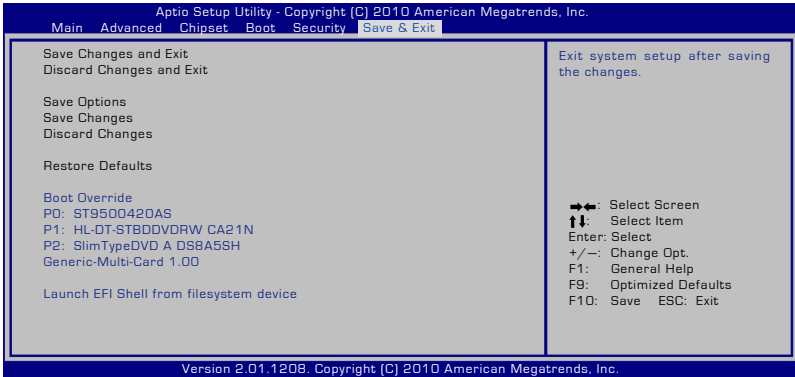 Aptio Setup Utility - Copyright (C) 2010 American Megatrends, Inc.
Main Advanced Chipset Boot Security Save & Exit
Save Changes and Exit
Discard Changes and Exit
Save Options
Save Changes
Discard Changes
Restore Defaults
Boot Override
P0: ST9500420AS
P1: HL-DT-STBDDVDRW CA21N
P2: SlimTypeDVD A DS8A5SH
Generic-Multi-Card 1.00
Launch EFI Shell from filesystem device
Exit system setup after saving
the changes.
→←: Select Screen
↑↓: Select Item
Enter: Select
+/—: Change Opt.
F1: General Help
F9: Optimized Defaults
F10: Save ESC: Exit
Version 2.01.1208. Copyright (C) 2010 American Megatrends, Inc.